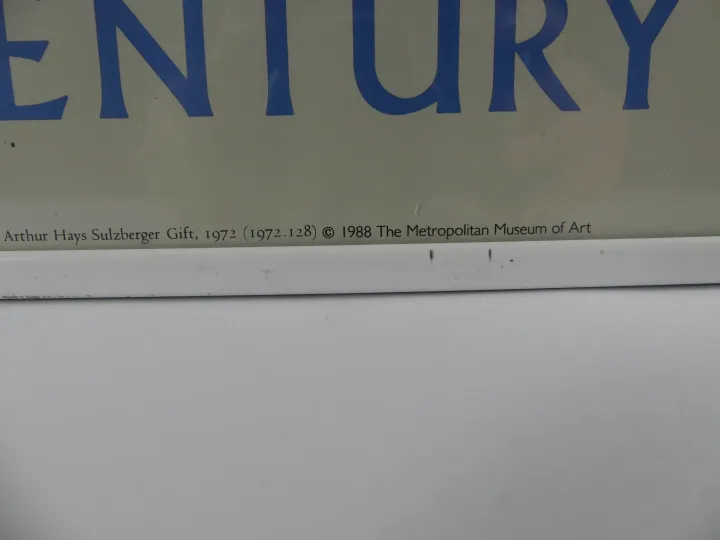 ENTURY
Arthur Hays Sulzberger Gift, 1972 (1972.128) © 1988 The Metropolitan Museum of Art